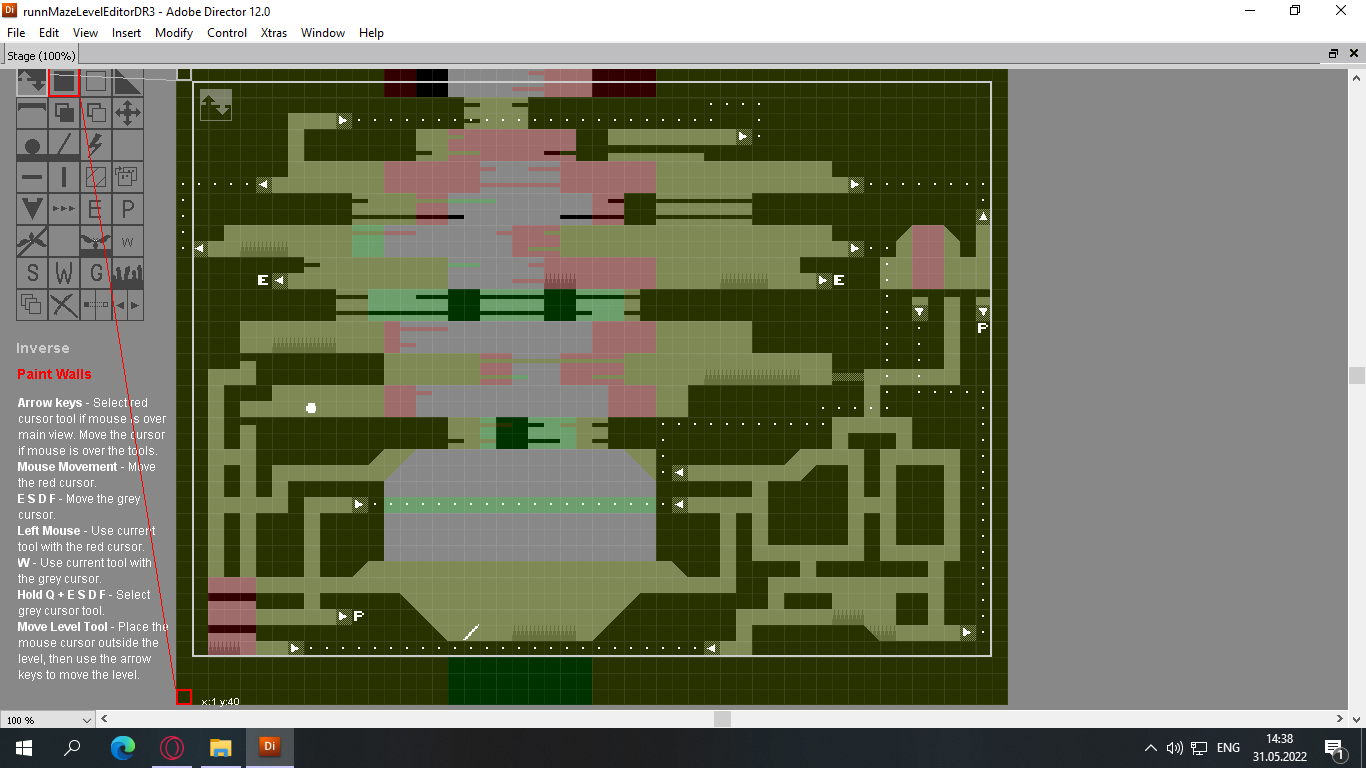 runnMazeLevelEditorDR3 - Adobe Director 12.0
File Edit View Insert Modify Control Xtras Window Help
Stage (100%)
E P
W
S W G
E E
P
P
Inverse
Paint Walls
Arrow keys - Select red
cursor tool if mouse is over
main view. Move the cursor
if mouse is over the tools.
Mouse Movement - Move
the red cursor.
E S D F - Move the grey
cursor.
Left Mouse - Use current
tool with the red cursor.
W - Use current tool with
the grey cursor.
Hold Q + E S D F - Select
grey cursor tool.
Move Level Tool - Place the
mouse cursor outside the
level, then use the arrow
keys to move the level.
x:1 y:40
100 %
Di
ENG
14:38
31.05.2022
1